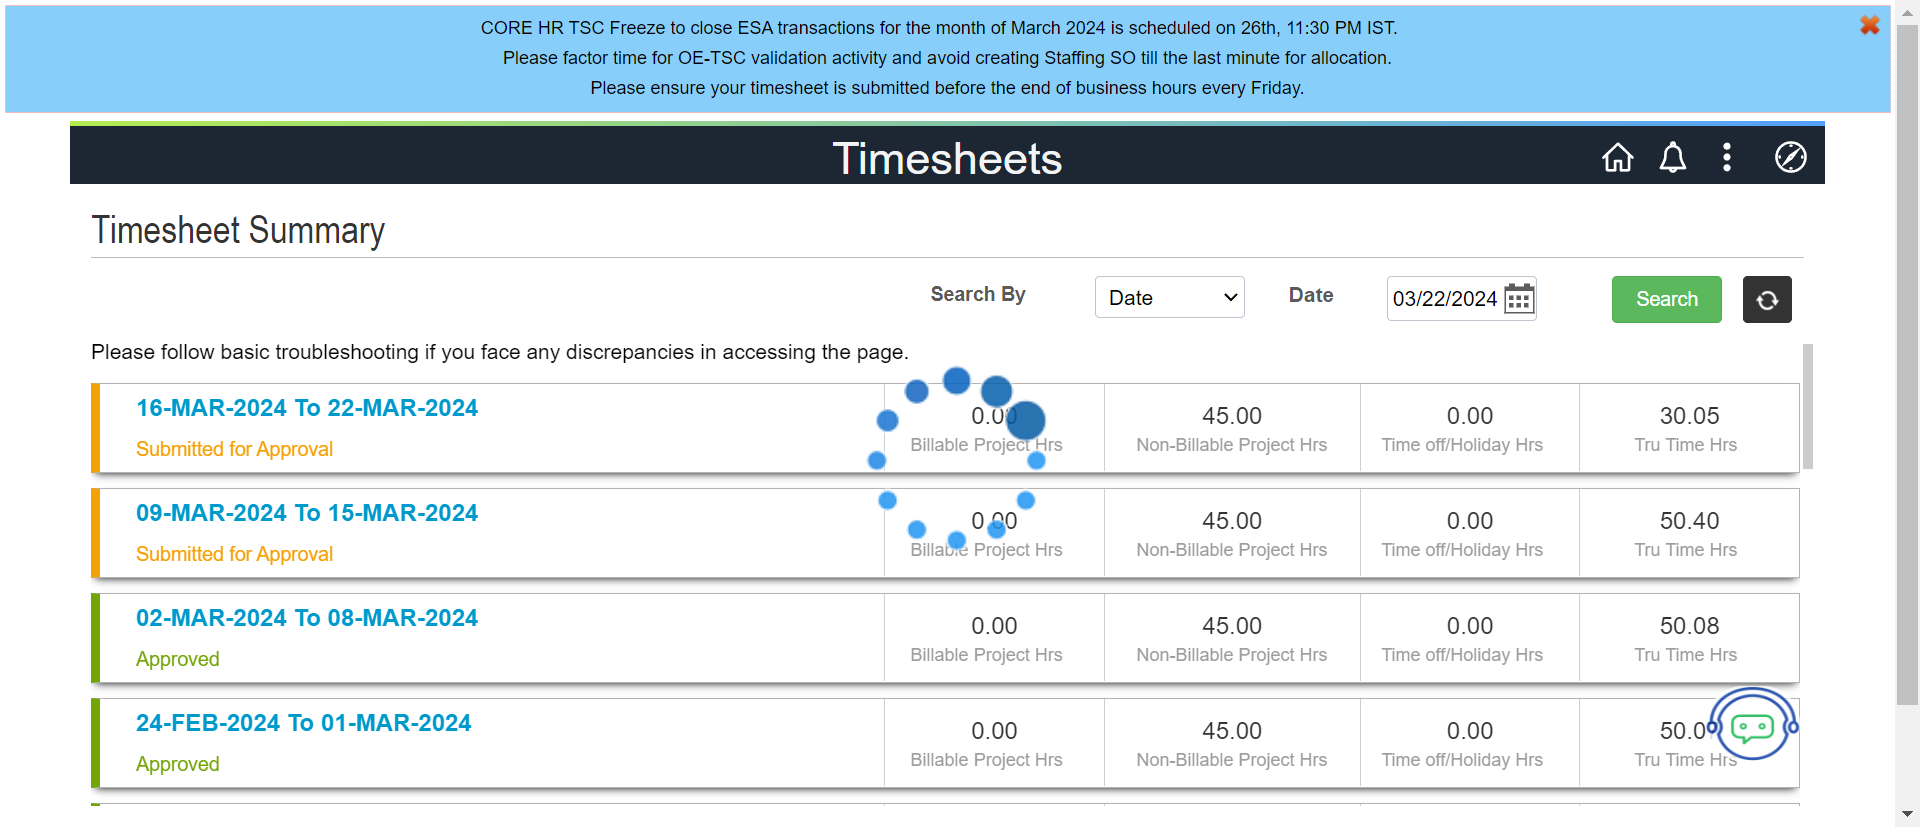 CORE HR TSC Freeze to close ESA transactions for the month of March 2024 is scheduled on 26th, 11:30 PM IST.
Please factor time for OE-TSC validation activity and avoid creating Staffing SO till the last minute for allocation.
Please ensure your timesheet is submitted before the end of business hours every Friday.
Timesheets
Timesheet Summary
Search By Date Date 03/22/2024 Search
Please follow basic troubleshooting if you face any discrepancies in accessing the page.
16-MAR-2024 To 22-MAR-2024 0.00 45.00 0.00 30.05
Submitted for Approval Billable Project Hrs Non-Billable Project Hrs Time off/Holiday Hrs Tru Time Hrs
09-MAR-2024 To 15-MAR-2024 0.00 45.00 0.00 50.40
Submitted for Approval Billable Project Hrs Non-Billable Project Hrs Time off/Holiday Hrs Tru Time Hrs
02-MAR-2024 To 08-MAR-2024 0.00 45.00 0.00 50.08
Approved Billable Project Hrs Non-Billable Project Hrs Time off/Holiday Hrs Tru Time Hrs
24-FEB-2024 To 01-MAR-2024 0.00 45.00 0.00
Approved Billable Project Hrs Non-Billable Project Hrs Time off/Holiday Hrs Tru Time Hrs